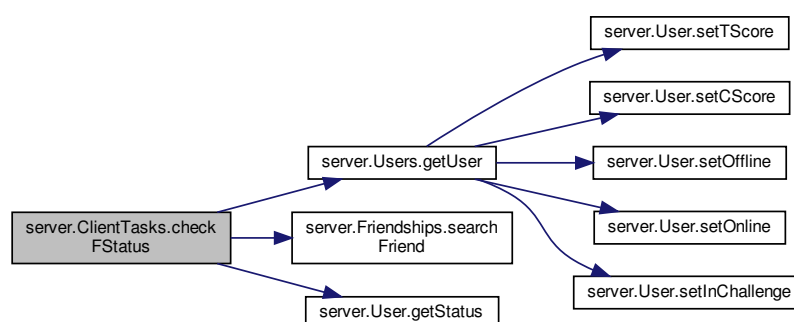 server.ClientTasks.check
FStatus
server.Users.getUser
server.Friendships.search
Friend
server.User.getStatus
server.User.setTScore
server.User.setCScore
server.User.setOffline
server.User.setOnline
server.User.setInChallenge